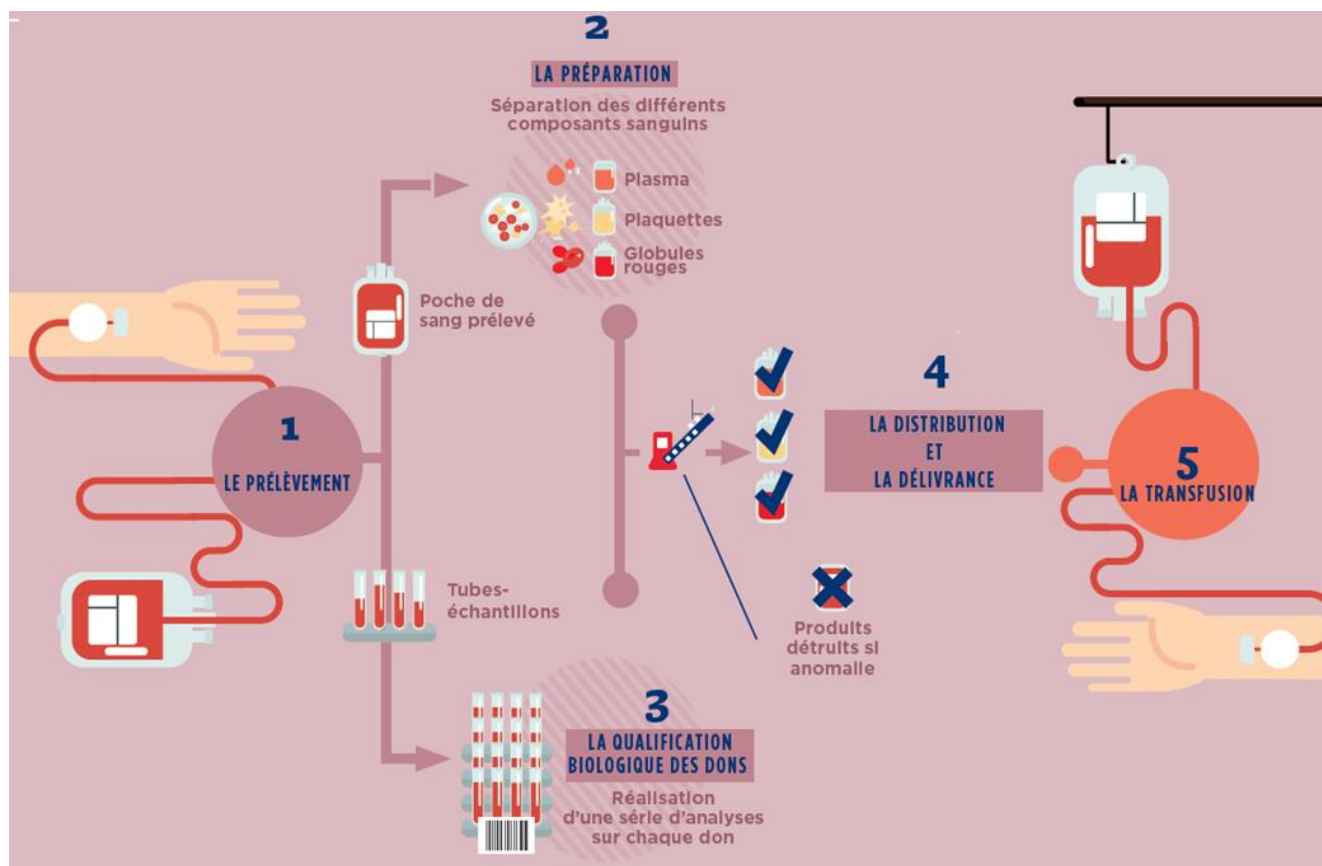 1
LE PRÉLÈVEMENT
Poche de
sang prélevé
Tubes-
échantillons
2
LA PRÉPARATION
Séparation des différents
composants sanguins
Plasma
Plaquettes
Globules
rouges
3
LA QUALIFICATION
BIOLOGIQUE DES DONS
Réalisation
d'une série d'analyses
sur chaque don
Produits
détruits si
anomalie
4
LA DISTRIBUTION
ET
LA DÉLIVRANCE
5
LA TRANSFUSION